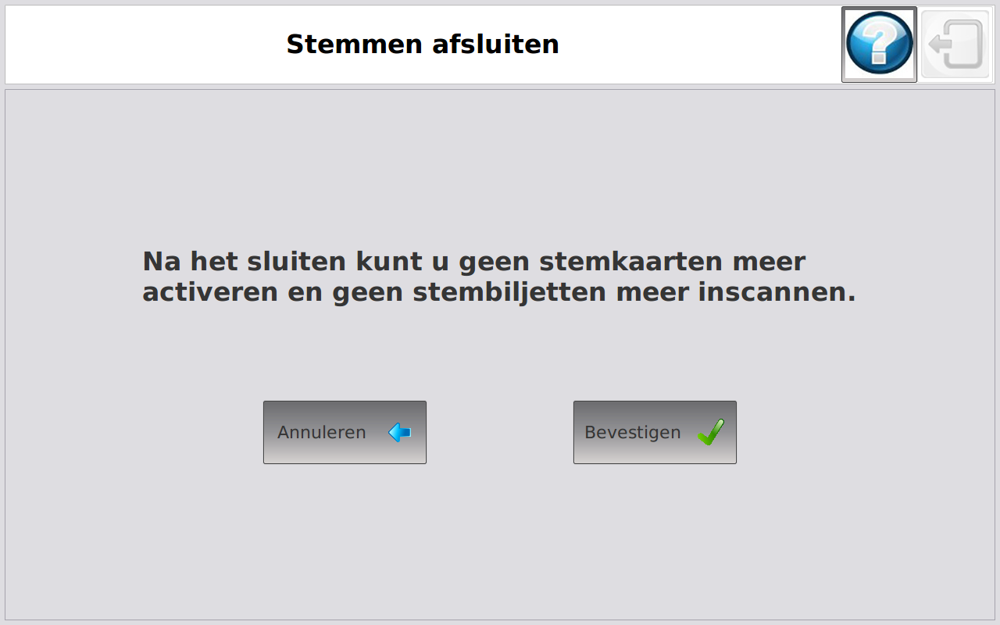 Stemmen afsluiten
Na het sluiten kunt u geen stemkaarten meer
activeren en geen stembiljetten meer inscannen.
Annuleren
Bevestigen